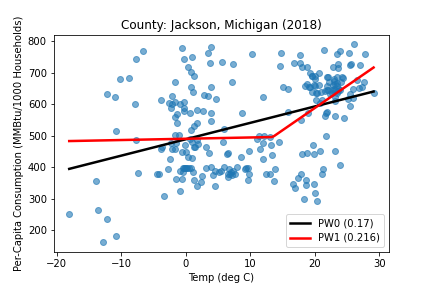 County: Jackson, Michigan (2018)
Per-Capita Consumption (MMBtu/1000 Households)
800
700
600
500
400
300
200
−20
−10
0
10
20
30
Temp (deg C)
PW0 (0.17)
PW1 (0.216)